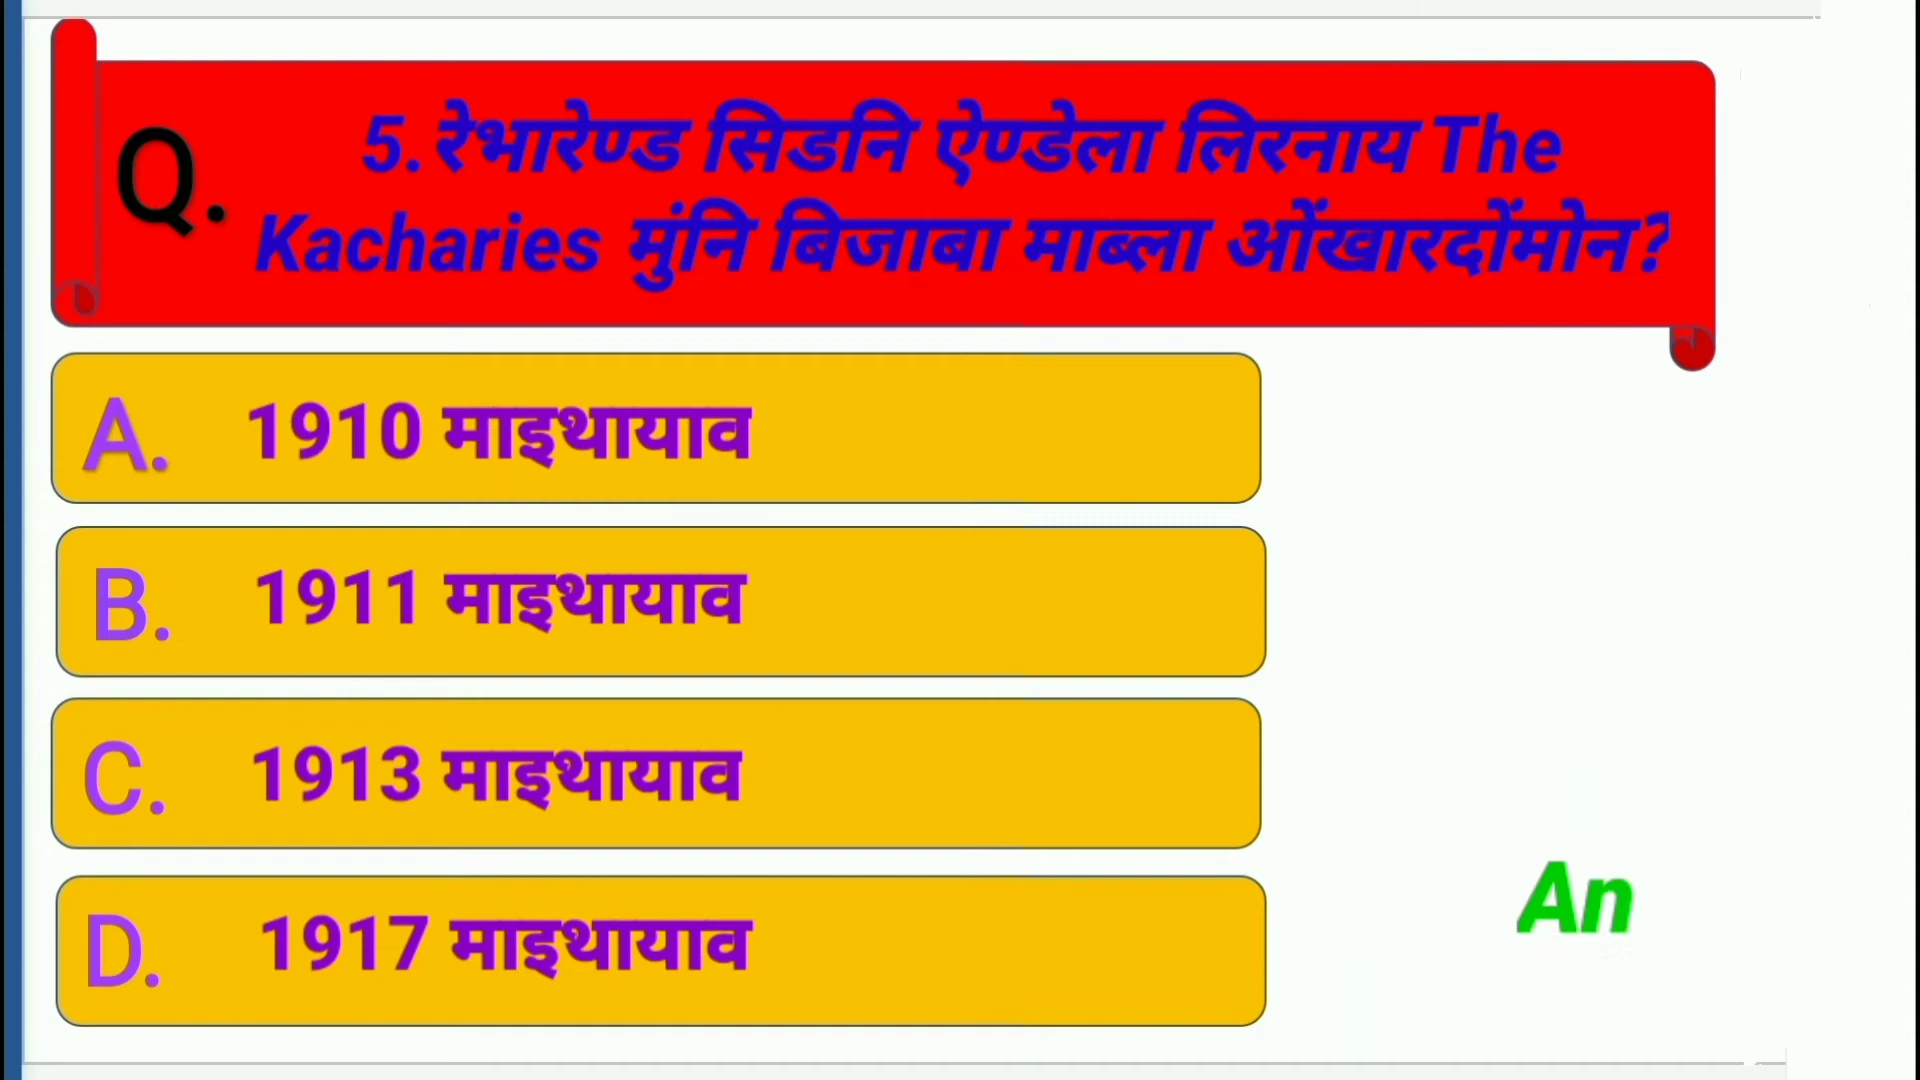 Q. 5.रेभारेण्ड सिडनि ऐण्डेला लिरनाय The
Kacharies मुंनि बिजाबा माब्ला ओंखारदोंमोन?
A. 1910 माइथायाव
B. 1911 माइथायाव
C. 1913 माइथायाव
D. 1917 माइथायाव
An